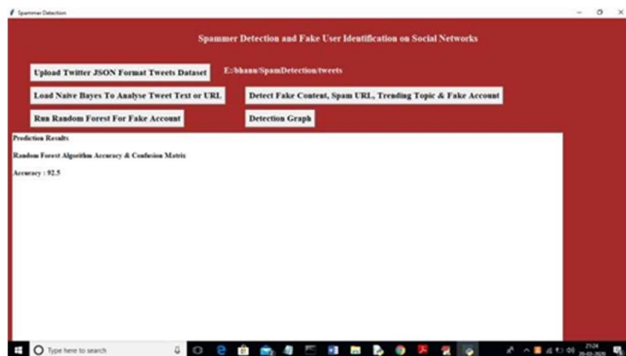 Spammer Detection
Spammer Detection and Fake User Identification on Social Networks
Upload Twitter JSON Format Tweets Dataset
E:/bhanu/SpamDetection/tweets
Load Naive Bayes To Analyse Tweet Text or URL
Detect Fake Content, Spam URL, Trending Topic & Fake Account
Run Random Forest For Fake Account
Detection Graph
Prediction Results
Random Forest Algorithm Accuracy & Confusion Matrix
Accuracy : 92.5
Type here to search
21:24